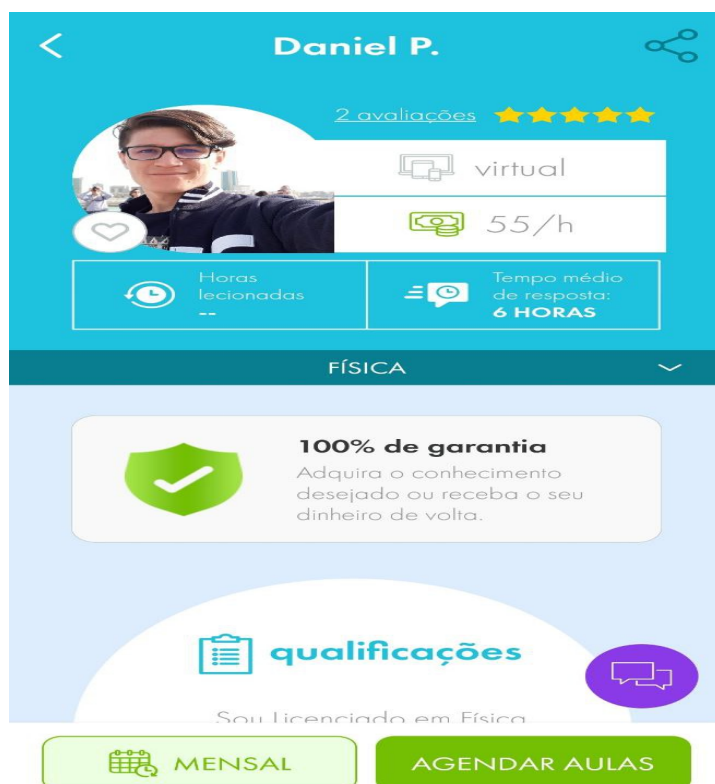 Daniel P.
2 avaliações
virtual
55/h
Horas
lecionadas
--
Tempo médio
de resposta:
6 HORAS
FÍSICA
100% de garantia
Adquira o conhecimento
desejado ou receba o seu
dinheiro de volta.
qualificações
Sou Licenciado em Física
MENSAL
AGENDAR AULAS